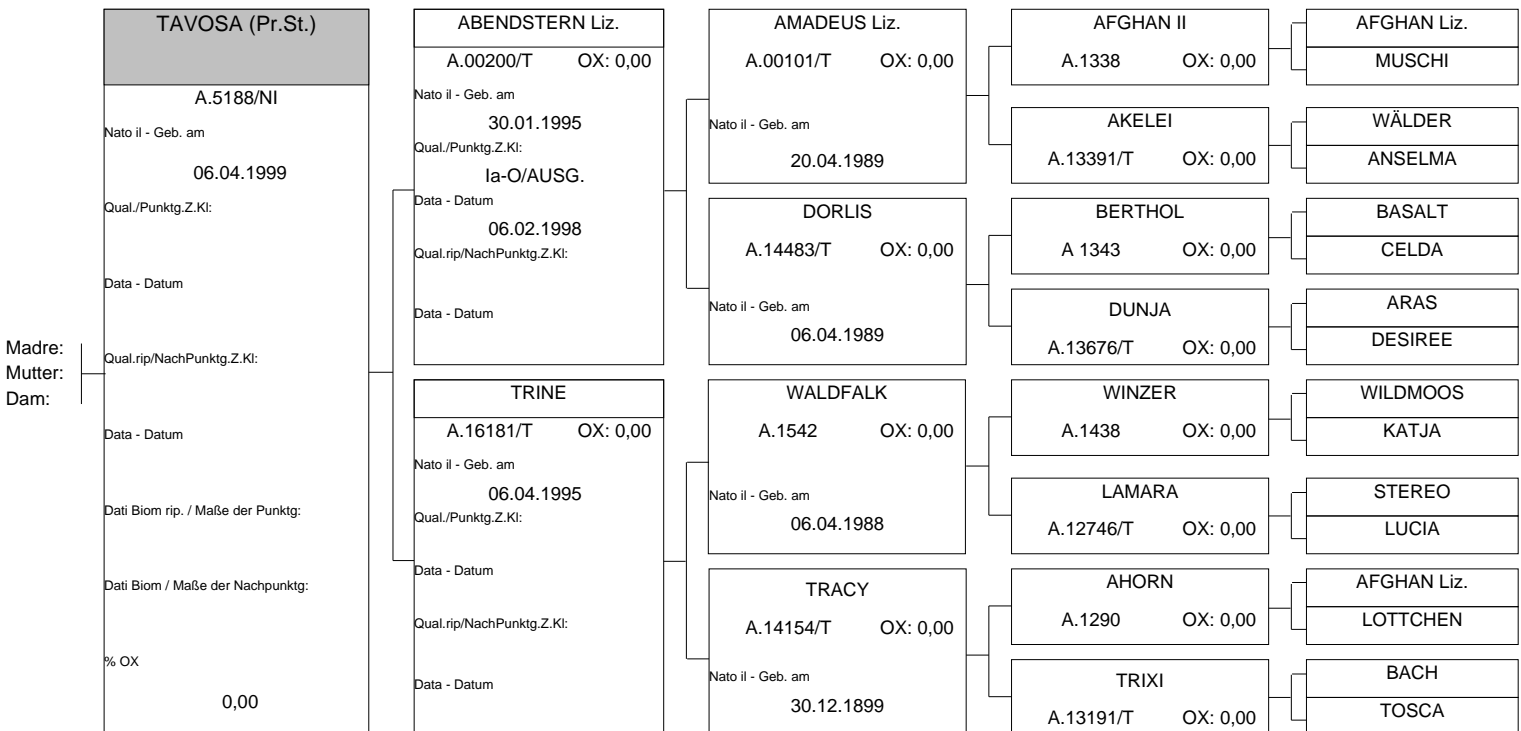 Madre:
Mutter:
Dam:
TAVOSA (Pr.St.)
A.5188/NI
Nato il - Geb. am
06.04.1999
Qual./Punktg.Z.Kl:
Data - Datum
Qual.rip/NachPunktg.Z.Kl:
Data - Datum
Dati Biom rip. / Maße der Punktg:
Dati Biom / Maße der Nachpunktg:
% OX
0,00
ABENDSTERN Liz.
A.00200/T OX: 0,00
Nato il - Geb. am
30.01.1995
Qual./Punktg.Z.Kl:
Ia-O/AUSG.
Data - Datum
06.02.1998
Qual.rip/NachPunktg.Z.Kl:
Data - Datum
TRINE
A.16181/T OX: 0,00
Nato il - Geb. am
06.04.1995
Qual./Punktg.Z.Kl:
Data - Datum
Qual.rip/NachPunktg.Z.Kl:
Data - Datum
AMADEUS Liz.
A.00101/T OX: 0,00
Nato il - Geb. am
20.04.1989
DORLIS
A.14483/T OX: 0,00
Nato il - Geb. am
06.04.1989
WALDFALK
A.1542 OX: 0,00
Nato il - Geb. am
06.04.1988
TRACY
A.14154/T OX: 0,00
Nato il - Geb. am
30.12.1899
AFGHAN II
A.1338 OX: 0,00
AKELEI
A.13391/T OX: 0,00
BERTHOL
A 1343 OX: 0,00
DUNJA
A.13676/T OX: 0,00
WINZER
A.1438 OX: 0,00
LAMARA
A.12746/T OX: 0,00
AHORN
A.1290 OX: 0,00
TRIXI
A.13191/T OX: 0,00
AFGHAN Liz.
MUSCHI
WÄLDER
ANSELMA
BASALT
CELDA
ARAS
DESIREE
WILDMOOS
KATJA
STEREO
LUCIA
AFGHAN Liz.
LOTTCHEN
BACH
TOSCA